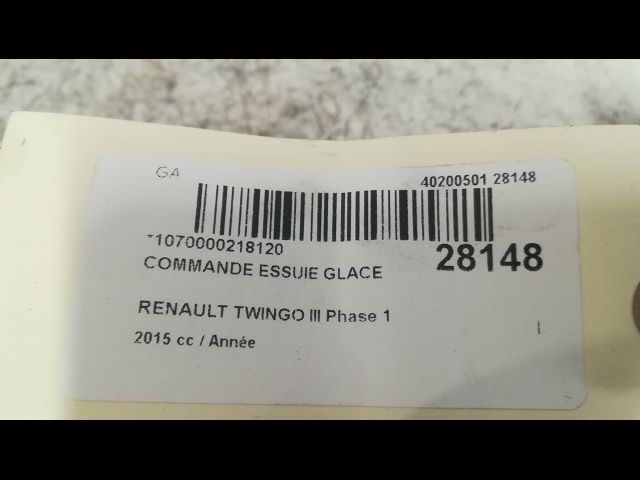 GA 40200501 28148
*1070000218120 28148
COMMANDE ESSUIE GLACE
RENAULT TWINGO III Phase 1
2015 cc / Année